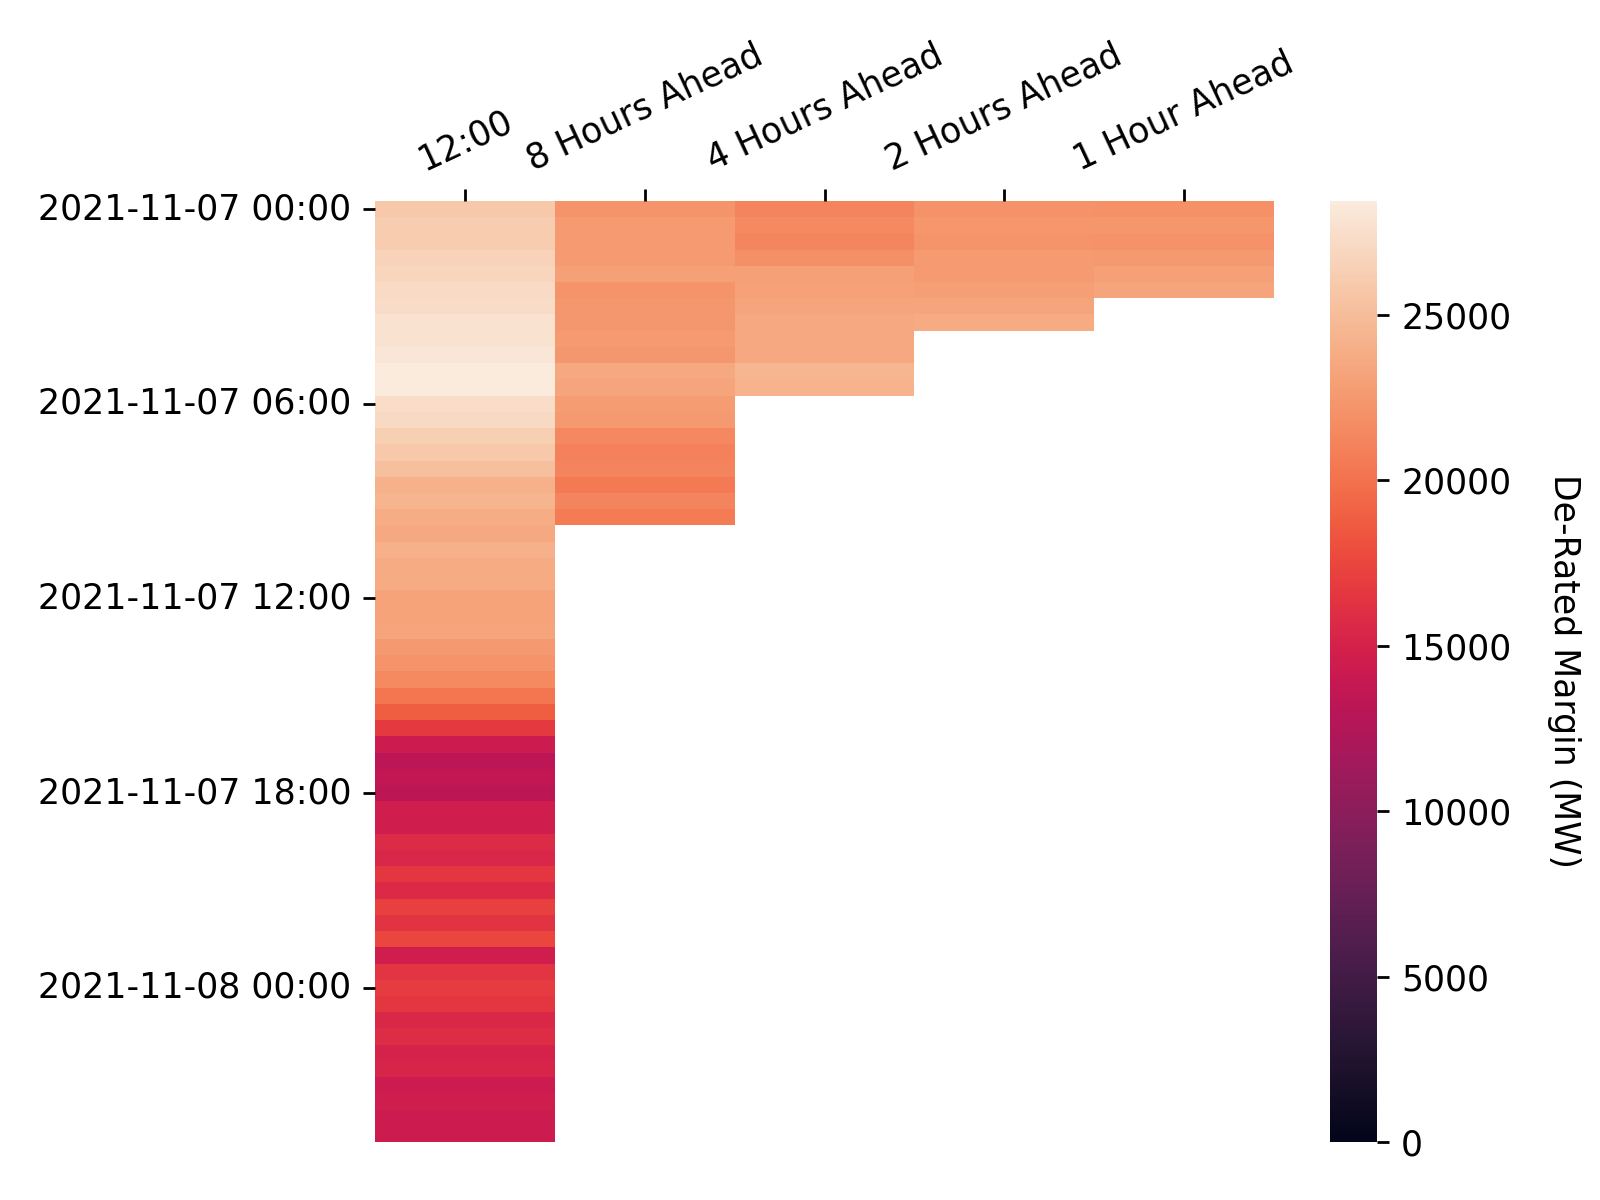 12:00
8 Hours Ahead
4 Hours Ahead
2 Hours Ahead
1 Hour Ahead
2021-11-07 00:00
2021-11-07 06:00
2021-11-07 12:00
2021-11-07 18:00
2021-11-08 00:00
25000
20000
15000
10000
5000
0
De-Rated Margin (MW)